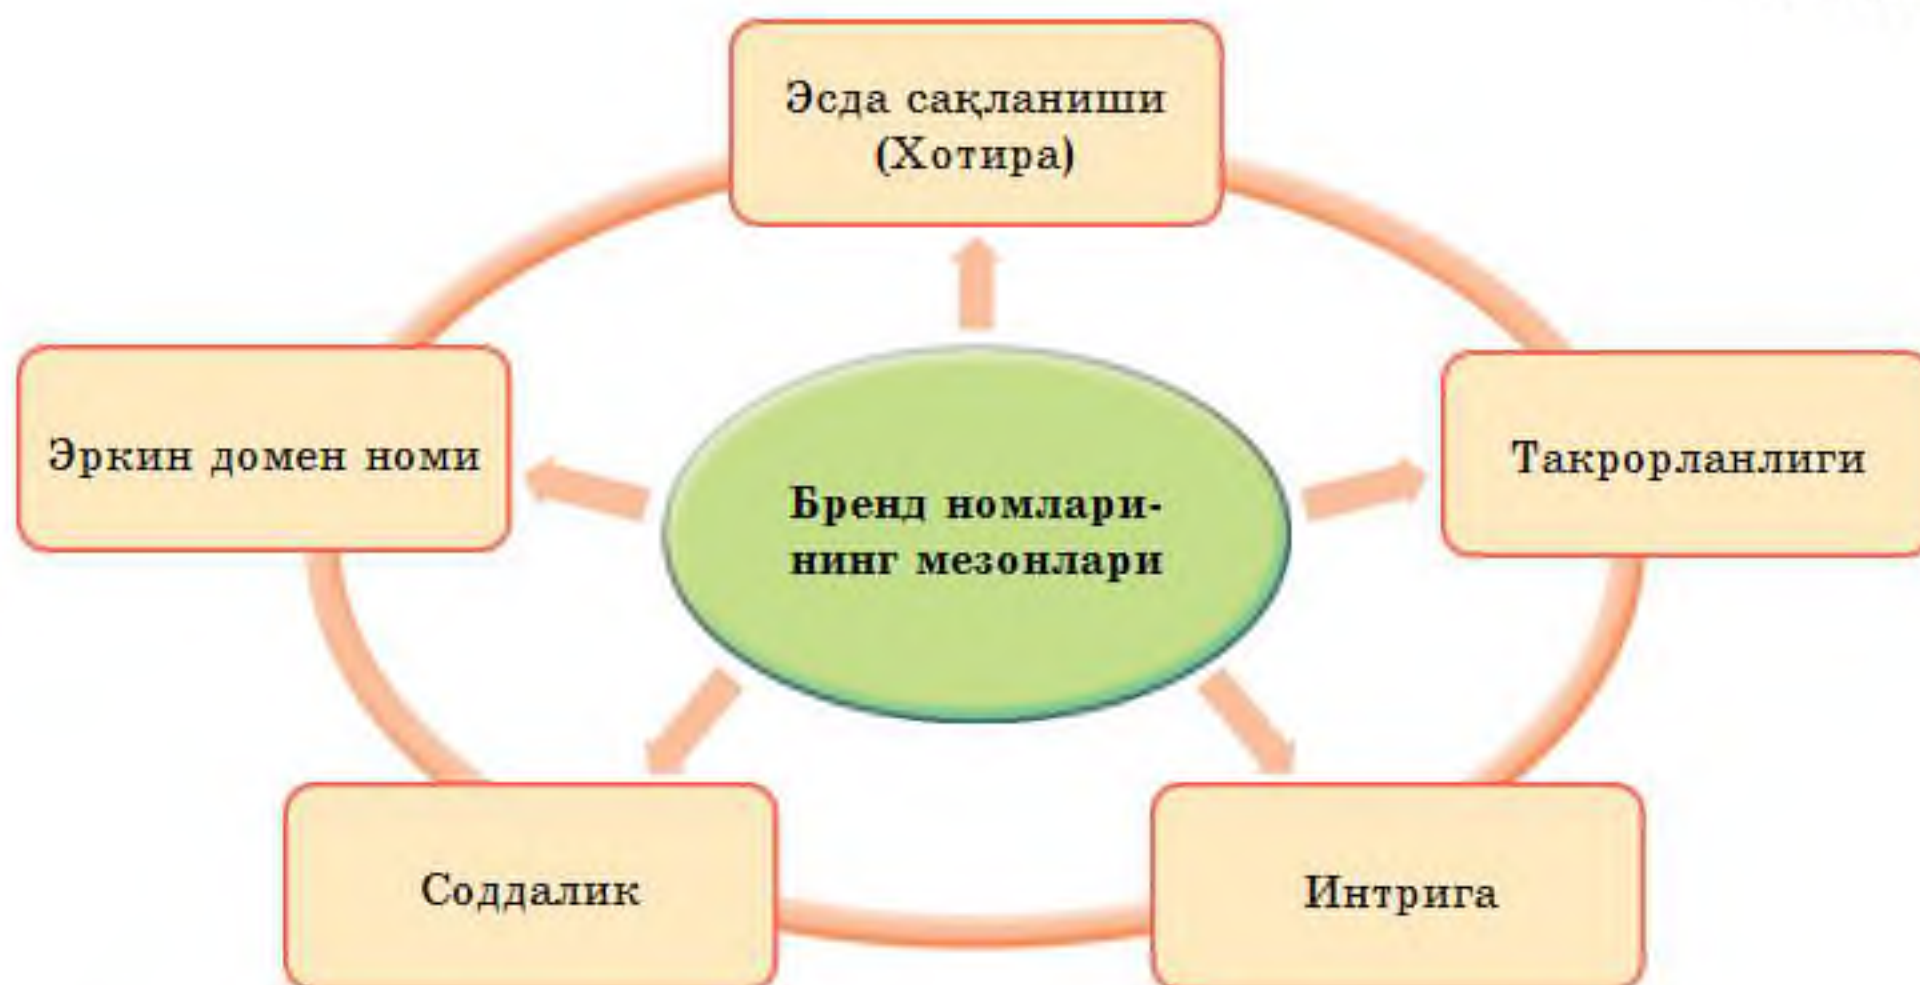 Эсда сақланиши
(Хотира)
Эркин домен номи
Такрорланлиги
Бренд номлари-
нинг мезонлари
Соддалик
Интрига